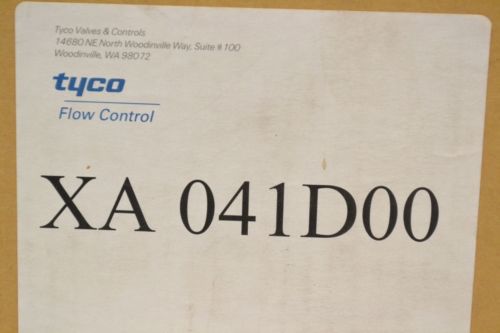 Tyco Valves & Controls
14680 NE North Woodinville Way, Suite # 100
Woodinville, WA 98072
tyco
Flow Control
XA 041D00